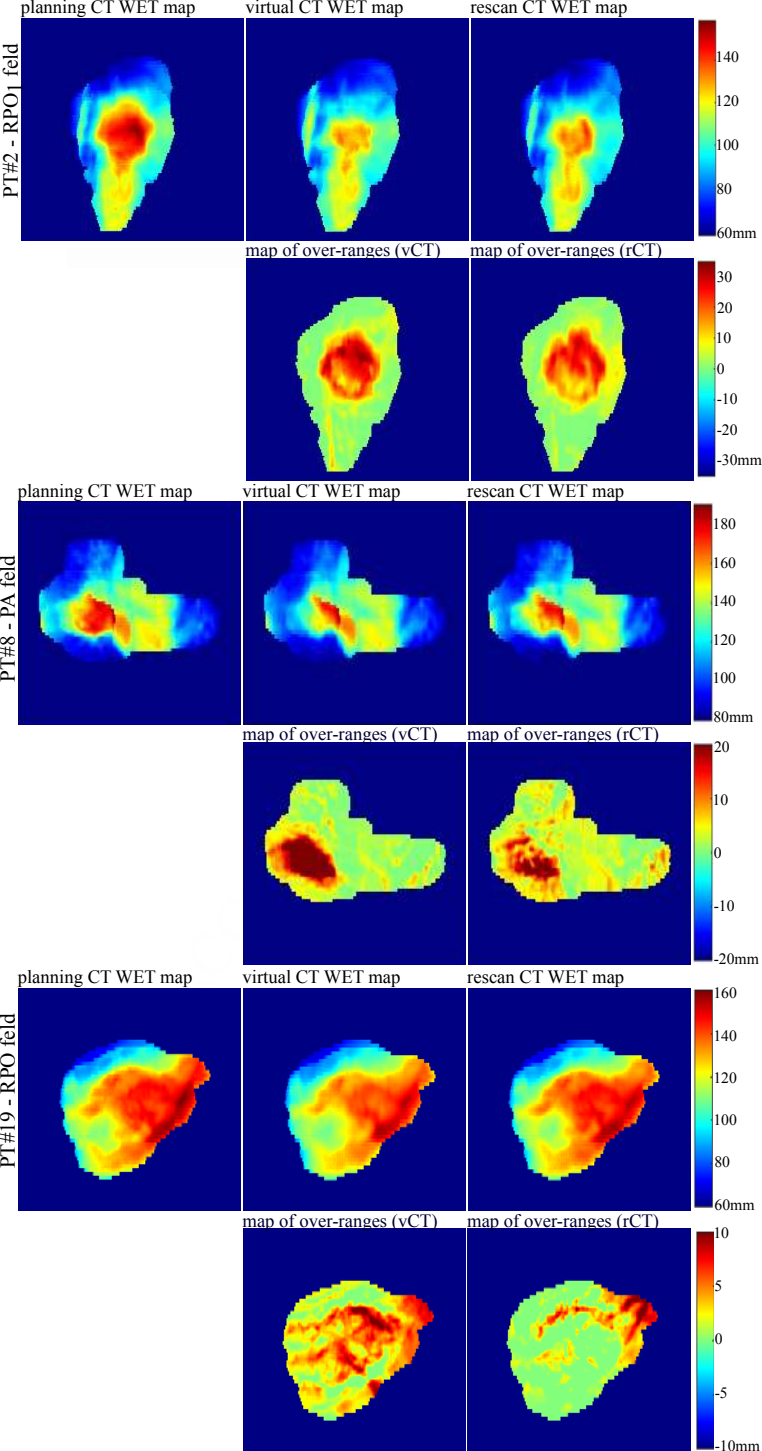 planning CT WET map virtual CT WET map rescan CT WET map
PT#2 - RPO1 feld
140
120
100
80
60mm
map of over-ranges (vCT) map of over-ranges (rCT)
30
20
10
0
-10
-20
-30mm
planning CT WET map virtual CT WET map rescan CT WET map
PT#8 - PA feld
180
160
140
120
100
80mm
map of over-ranges (vCT) map of over-ranges (rCT)
20
10
0
-10
-20mm
planning CT WET map virtual CT WET map rescan CT WET map
PT#19 - RPO feld
160
140
120
100
80
60mm
map of over-ranges (vCT) map of over-ranges (rCT)
10
5
0
-5
-10mm